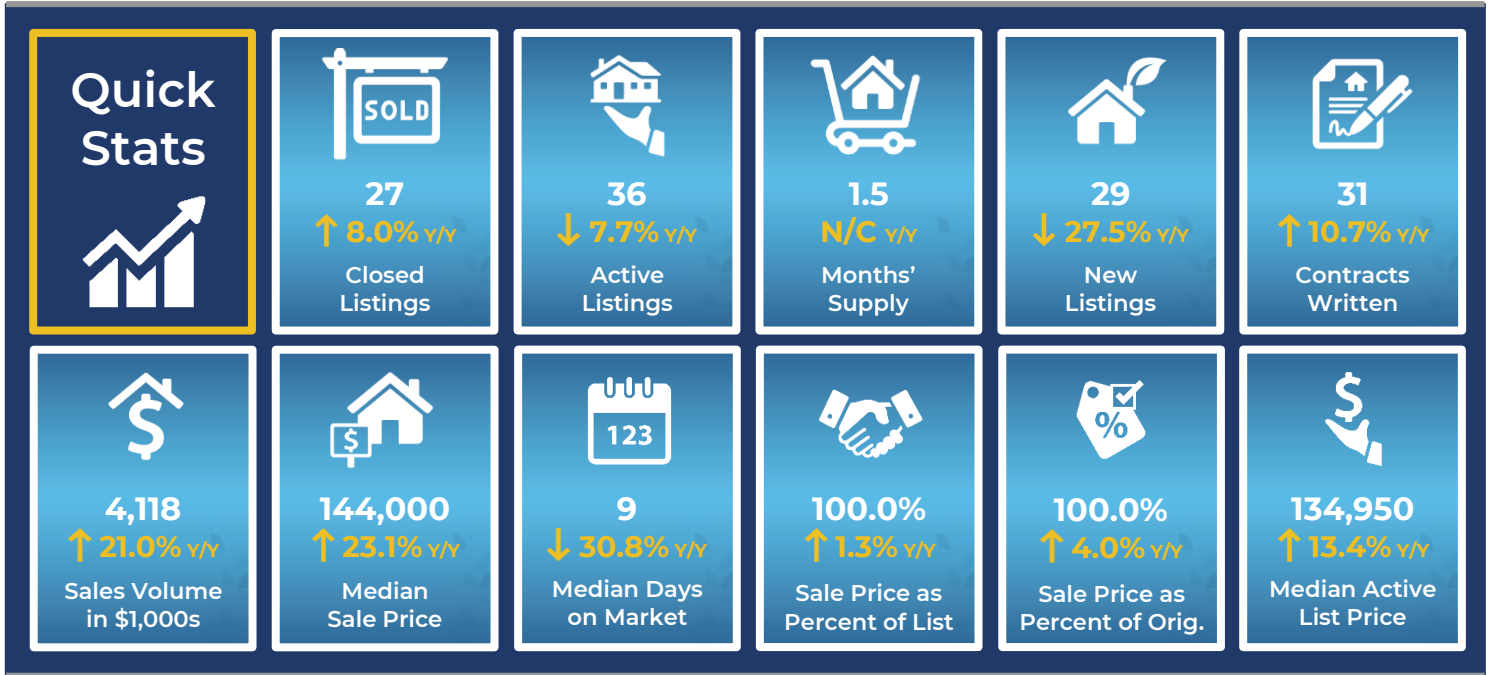 Quick
Stats
SOLD
27
↑ 8.0% Y/Y
Closed
Listings
36
↓ 7.7% Y/Y
Active
Listings
1.5
N/C Y/Y
Months’
Supply
29
↓ 27.5% Y/Y
New
Listings
31
↑ 10.7% Y/Y
Contracts
Written
$
4,118
↑ 21.0% Y/Y
Sales Volume
in $1,000s
$
144,000
↑ 23.1% Y/Y
Median
Sale Price
123
9
↓ 30.8% Y/Y
Median Days
on Market
100.0%
↑ 1.3% Y/Y
Sale Price as
Percent of List
%
100.0%
↑ 4.0% Y/Y
Sale Price as
Percent of Orig.
$
134,950
↑ 13.4% Y/Y
Median Active
List Price